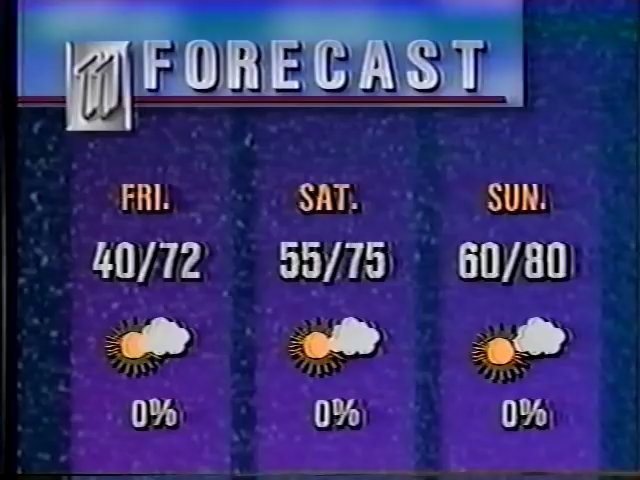 11 FORECAST
FRI. SAT. SUN.
40/72 55/75 60/80
0% 0% 0%